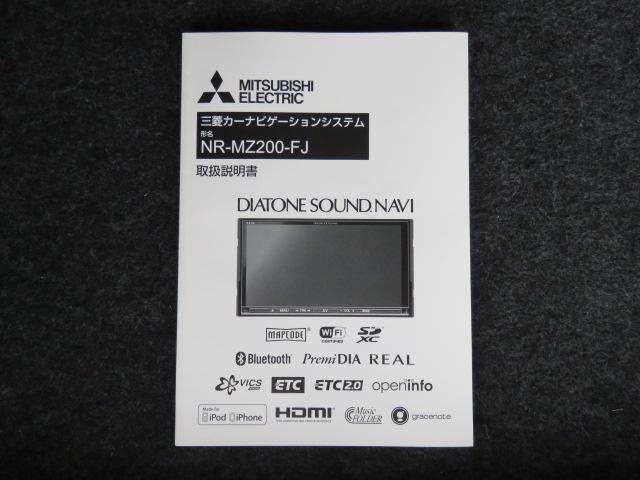 MITSUBISHI
ELECTRIC
三菱カーナビゲーションシステム
形名
NR-MZ200-FJ
取扱説明書
DIATONE SOUND. NAVI
MAPCODE®
Wi Fi SD XC
CERTIFIED
Bluetooth® PremiDIA REAL
VICS ETC ETC2.0 openinfo
Made for
iPod iPhone HDMI Music FOLDER gracenote